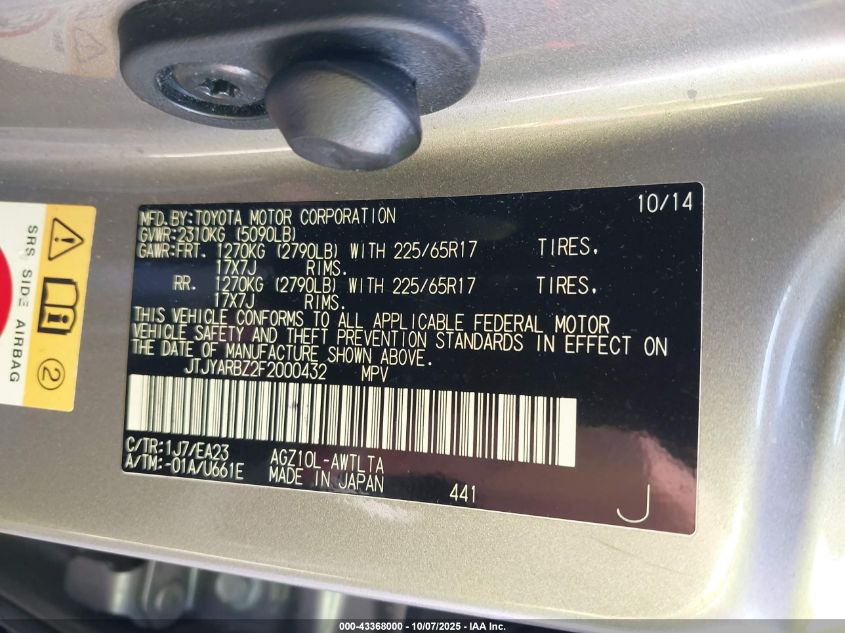 10/14
MFD.BY:TOYOTA MOTOR CORPORATION
GVWR:2310KG (5090LB)
GAWR:FRT. 1270KG (2790LB) WITH 225/65R17 TIRES.
17X7J RIMS.
RR. 1270KG (2790LB) WITH 225/65R17 TIRES.
17X7J RIMS.
THIS VEHICLE CONFORMS TO ALL APPLICABLE FEDERAL MOTOR
VEHICLE SAFETY AND THEFT PREVENTION STANDARDS IN EFFECT ON
THE DATE OF MANUFACTURE SHOWN ABOVE.
JTJYARBZ2F2000432 MPV
C/TR:1J7/EA23 AGZ10L-AWTLTA
A/TM:-01A/U661E MADE IN JAPAN 441
J
SRS SIDE AIRBAG
2
000-43368000 - 10/07/2025 - IAA Inc.